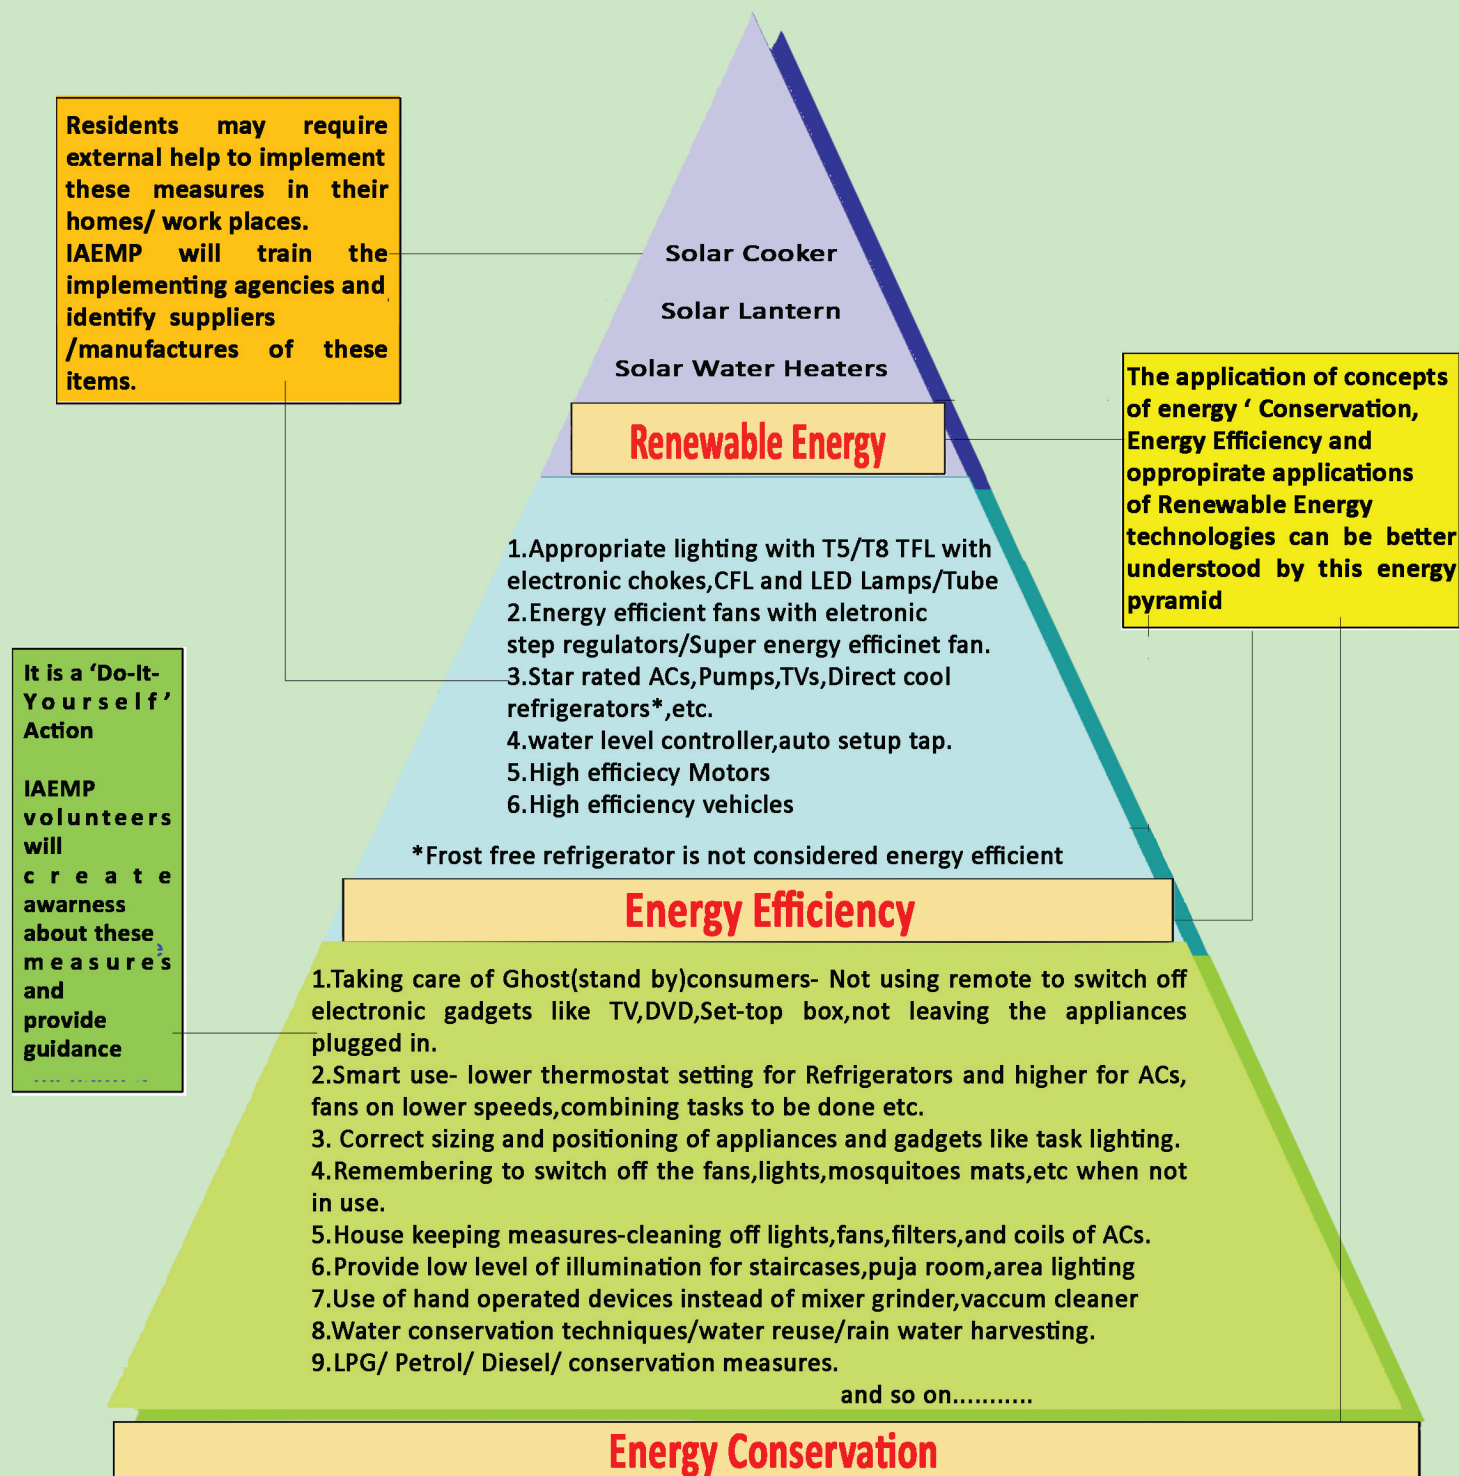 Residents may require
external help to implement
these measures in their
homes/ work places.
IAEMP will train the
implementing agencies and
identify suppliers
/manufactures of these
items.
Solar Cooker
Solar Lantern
Solar Water Heaters
Renewable Energy
The application of concepts
of energy ‘ Conservation,
Energy Efficiency and
oppropirate applications
of Renewable Energy
technologies can be better
understood by this energy
pyramid
1.Appropriate lighting with T5/T8 TFL with
electronic chokes,CFL and LED Lamps/Tube
2.Energy efficient fans with eletronic
step regulators/Super energy efficinet fan.
3.Star rated ACs,Pumps,TVs,Direct cool
refrigerators*,etc.
4.water level controller,auto setup tap.
5.High efficiecy Motors
6.High efficiency vehicles
*Frost free refrigerator is not considered energy efficient
Energy Efficiency
It is a ‘Do-It-
Yourself’
Action
IAEMP
volunteers
will
create
awarness
about these
measures
and
provide
guidance
1.Taking care of Ghost(stand by)consumers- Not using remote to switch off
electronic gadgets like TV,DVD,Set-top box,not leaving the appliances
plugged in.
2.Smart use- lower thermostat setting for Refrigerators and higher for ACs,
fans on lower speeds,combining tasks to be done etc.
3. Correct sizing and positioning of appliances and gadgets like task lighting.
4.Remembering to switch off the fans,lights,mosquitoes mats,etc when not
in use.
5.House keeping measures-cleaning off lights,fans,filters,and coils of ACs.
6.Provide low level of illumination for staircases,puja room,area lighting
7.Use of hand operated devices instead of mixer grinder,vaccum cleaner
8.Water conservation techniques/water reuse/rain water harvesting.
9.LPG/ Petrol/ Diesel/ conservation measures.
and so on...........
Energy Conservation